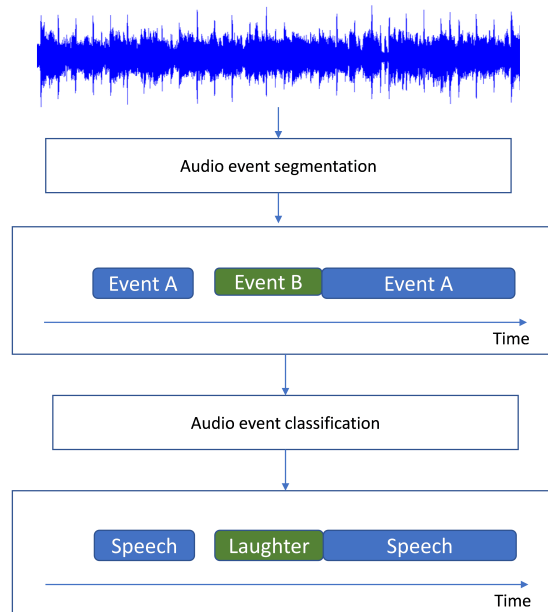 Audio event segmentation
Event A Event B Event A
Time
Audio event classification
Speech Laughter Speech
Time